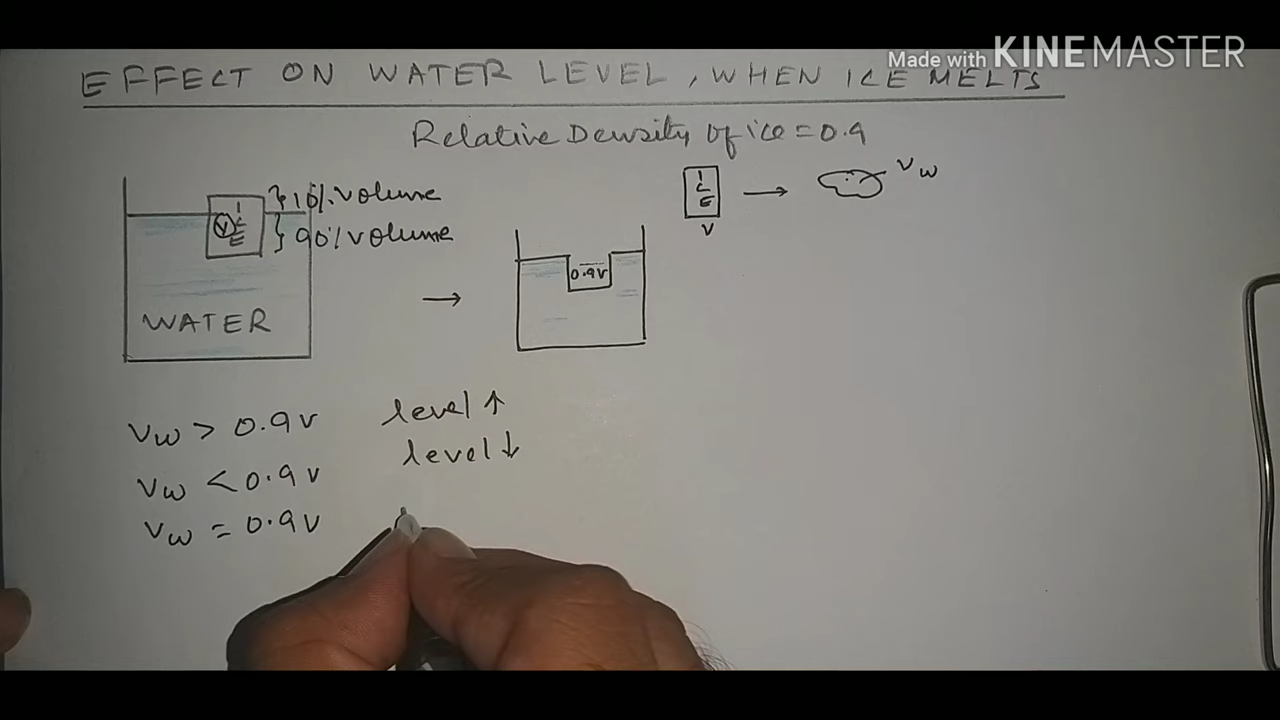 Made with KINEMASTER
EFFECT ON WATER LEVEL, WHEN ICE MELTS
Relative Density of ice = 0.9
ICE
V
→
Vw
V
ICE
}10% volume
}90% volume
WATER
→
0.9V
Vw > 0.9V level ↑
Vw < 0.9V level ↓
Vw = 0.9V